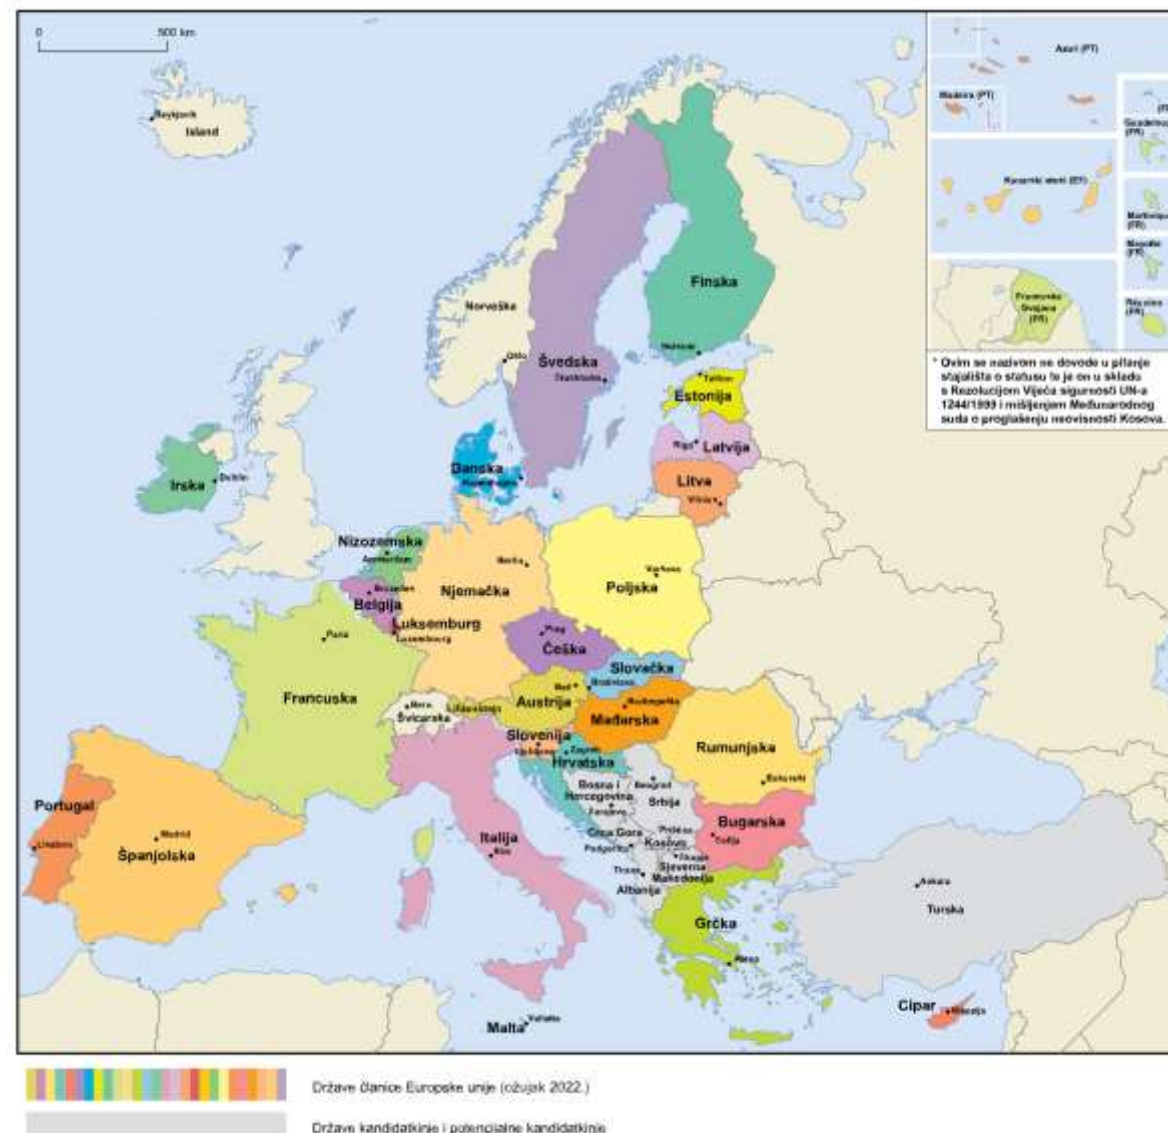 0 500 km
Reykjavik
Island
Azori (PT)
Madeira (PT)
Kanarski otoci (ES)
Guadeloupe
(FR)
Martinique
(FR)
Mayotte
(FR)
Réunion
(FR)
Francuska
Gvajana
(FR)
* Ovim se nazivom ne dovode u pitanje
stajališta o statusu te je on u skladu
s Rezolucijom Vijeća sigurnosti UN-a
1244/1999 i mišljenjem Međunarodnog
suda o proglašenju neovisnosti Kosova.
Finska
Helsinki
Norveška
Oslo
Švedska
Stockholm
Tallinn
Estonija
Riga
Latvija
Litva
Vilnius
Danska
Irska
Dublin
Nizozemska
Amsterdam
Berlin
Njemačka
Varšava
Poljska
Bruxelles
Belgija
Luksemburg
Luxembourg
Pariz
Francuska
Prag
Češka
Slovačka
Bratislava
Beč
Austrija
Budimpešta
Mađarska
Bern
Švicarska
Lihtenštajn
Slovenija
Ljubljana
Zagreb
Hrvatska
Rumunjska
Bukurešt
Bosna i
Hercegovina
Sarajevo
Beograd
Srbija
Crna Gora
Podgorica
Kosovo
Bugarska
Sofija
Skopje
Sjeverna
Makedonija
Tirana
Albanija
Italija
Rim
Portugal
Lisabon
Madrid
Španjolska
Grčka
Atena
Ankara
Turska
Cipar
Nikozija
Malta
Valletta
Države članice Europske unije (ožujak 2022.)
Države kandidatkinje i potencijalne kandidatkinje